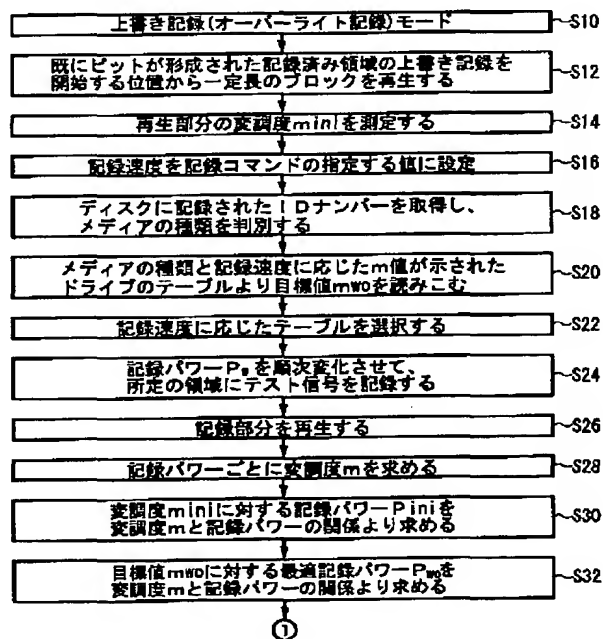 上書き記録(オーバーライト記録)モード
S10
既にピットが形成された記録済み領域の上書き記録を
開始する位置から一定長のブロックを再生する
S12
再生部分の変調度miniを測定する
S14
記録速度を記録コマンドの指定する値に設定
S16
ディスクに記録されたIDナンバーを取得し、
メディアの種類を判別する
S18
メディアの種類と記録速度に応じたm値が示された
ドライブのテーブルより目標値mwoを読みこむ
S20
記録速度に応じたテーブルを選択する
S22
記録パワーPwを順次変化させて、
所定の領域にテスト信号を記録する
S24
記録部分を再生する
S26
記録パワーごとに変調度mを求める
S28
変調度miniに対する記録パワーPiniを
変調度mと記録パワーの関係より求める
S30
目標値mwoに対する最適記録パワーPwoを
変調度mと記録パワーの関係より求める
S32
①